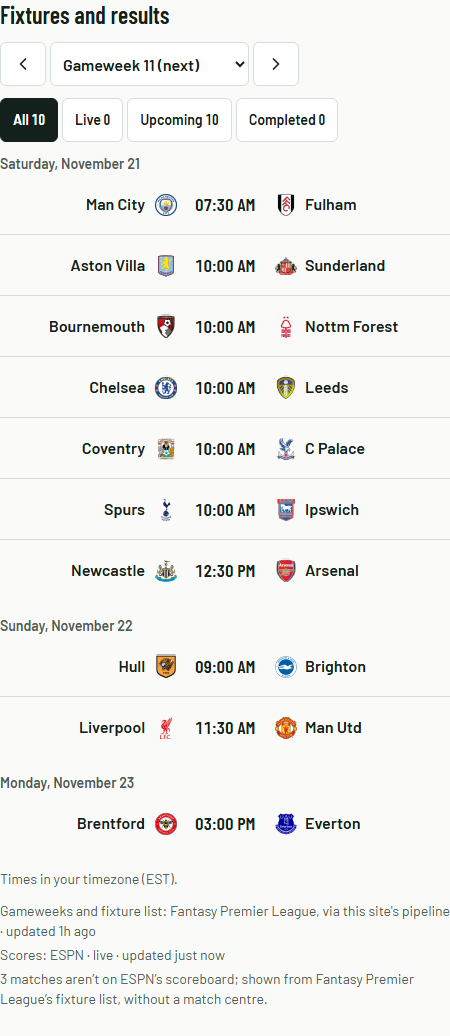 Fixtures and results
Gameweek 11 (next)
All 10 Live 0 Upcoming 10 Completed 0
Saturday, November 21
Man City 07:30 AM Fulham
Aston Villa 10:00 AM Sunderland
Bournemouth 10:00 AM Nottm Forest
Chelsea 10:00 AM Leeds
Coventry 10:00 AM C Palace
Spurs 10:00 AM Ipswich
Newcastle 12:30 PM Arsenal
Sunday, November 22
Hull 09:00 AM Brighton
Liverpool 11:30 AM Man Utd
Monday, November 23
Brentford 03:00 PM Everton
Times in your timezone (EST).
Gameweeks and fixture list: Fantasy Premier League, via this site's pipeline
· updated 1h ago
Scores: ESPN · live · updated just now
3 matches aren't on ESPN's scoreboard; shown from Fantasy Premier
League's fixture list, without a match centre.